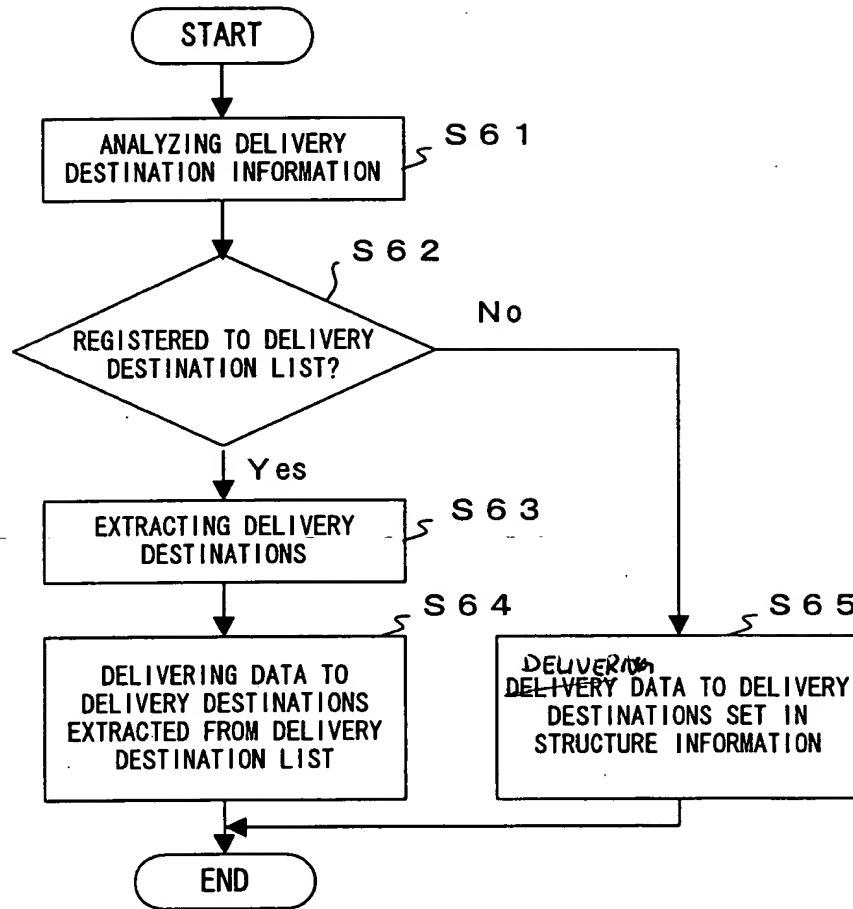 START
S61
ANALYZING DELIVERY
DESTINATION INFORMATION
S62
REGISTERED TO DELIVERY
DESTINATION LIST?
No
Yes
S63
EXTRACTING DELIVERY
DESTINATIONS
S64
DELIVERING DATA TO
DELIVERY DESTINATIONS
EXTRACTED FROM DELIVERY
DESTINATION LIST
S65
DELIVERING
DELIVERY DATA TO DELIVERY
DESTINATIONS SET IN
STRUCTURE INFORMATION
END